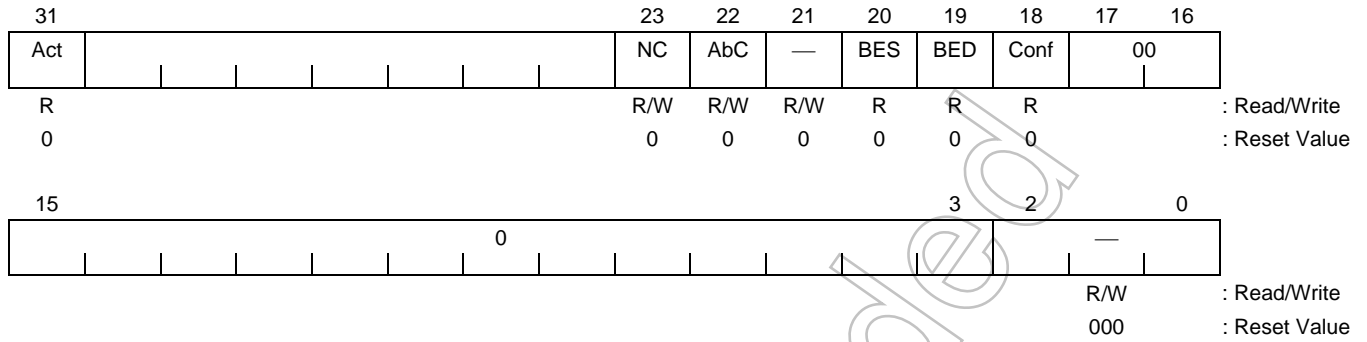 31 23 22 21 20 19 18 17 16
Act NC AbC — BES BED Conf 00
R R/W R/W R/W R R R : Read/Write
0 0 0 0 0 0 0 : Reset Value
15 3 2 0
0 —
R/W : Read/Write
000 : Reset Value
ded